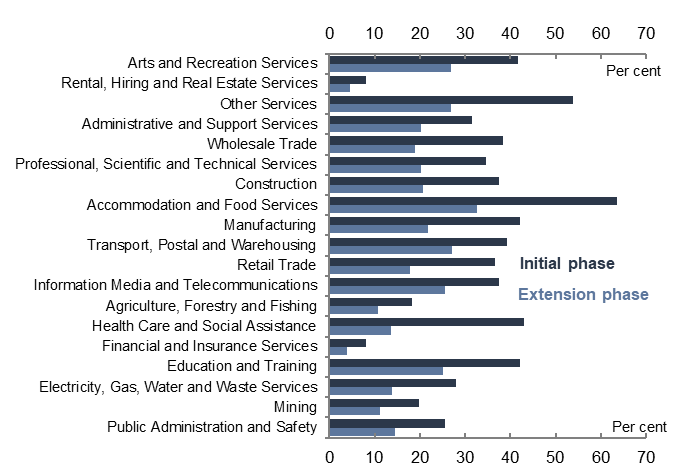 0 10 20 30 40 50 60 70
Arts and Recreation Services
Per cent
Rental, Hiring and Real Estate Services
Other Services
Administrative and Support Services
Wholesale Trade
Professional, Scientific and Technical Services
Construction
Accommodation and Food Services
Manufacturing
Transport, Postal and Warehousing
Retail Trade
Initial phase
Information Media and Telecommunications
Extension phase
Agriculture, Forestry and Fishing
Health Care and Social Assistance
Financial and Insurance Services
Education and Training
Electricity, Gas, Water and Waste Services
Mining
Public Administration and Safety
Per cent
0 10 20 30 40 50 60 70